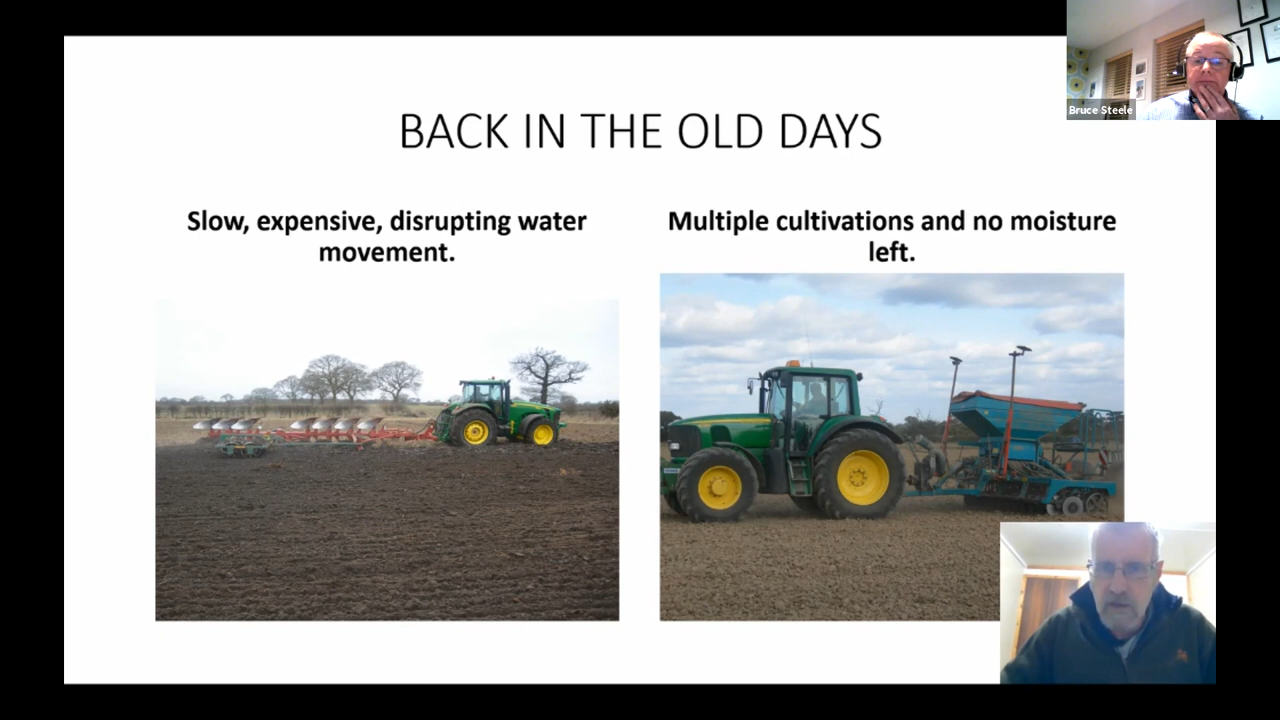 BACK IN THE OLD DAYS
Slow, expensive, disrupting water
movement.
Multiple cultivations and no moisture
left.
Bruce Steele